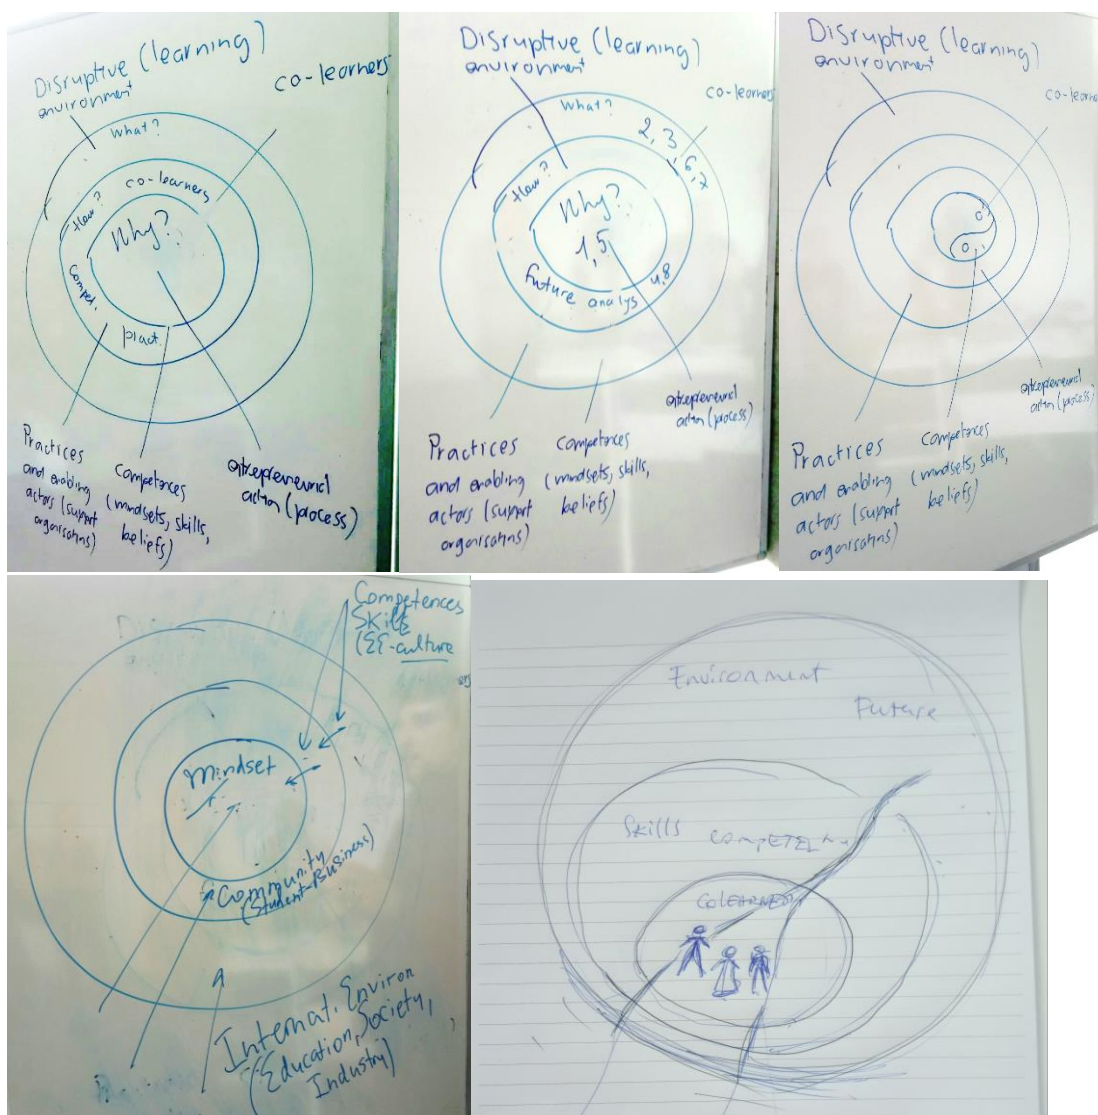 Disruptive (learning)
environment
co-learners
What?
How?
co-learners
Why?
compet.
pract.
Practices
and enabling
actors (support
organisations)
competences
(mindsets, skills,
beliefs)
entrepreneurial
action (process)
Disruptive (learning)
environment
co-learners
What?
2, 3, 6, 7
How?
Why?
1, 5
future analys
4,8
entrepreneurial
action (process)
Practices
and enabling
actors (support
organisations)
competences
(mindsets, skills,
beliefs)
Disruptive (learning)
environment
co-learners
entrepreneurial
action (process)
Practices
and enabling
actors (support
organisations)
competences
(mindsets, skills,
beliefs)
Competences
Skills
(EE-culture
Mindset
Community
(Student-Business)
Internat. Environ
(Education, Society,
Industry)
Environment
Future
Skills
COLEARNERS